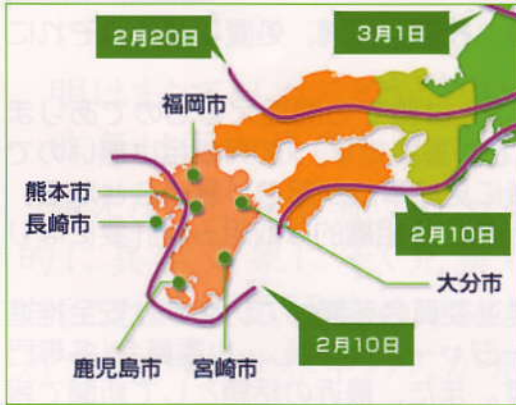 2月20日
3月1日
福岡市
熊本市
長崎市
2月10日
大分市
2月10日
鹿児島市
宮崎市